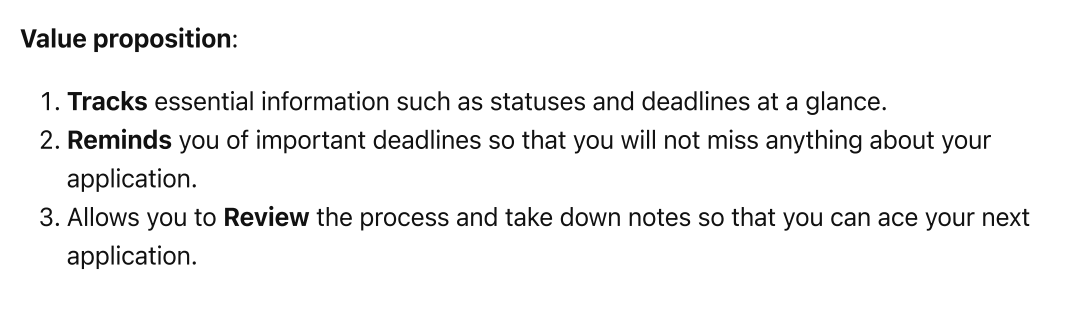 Value proposition:
1. Tracks essential information such as statuses and deadlines at a glance.
2. Reminds you of important deadlines so that you will not miss anything about your
application.
3. Allows you to Review the process and take down notes so that you can ace your next
application.